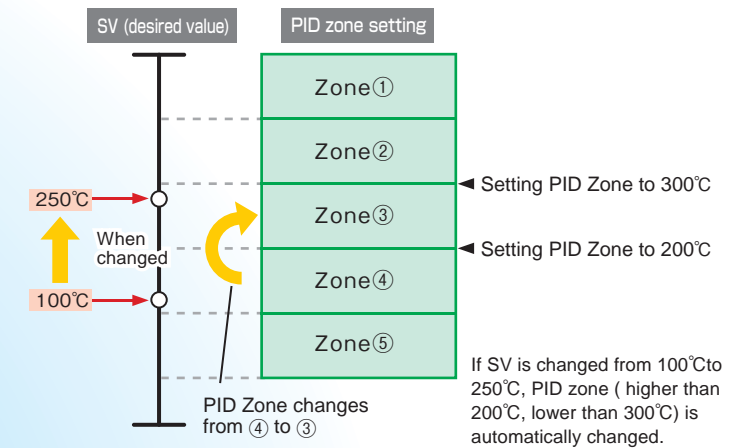 SV (desired value)
PID zone setting
Zone①
Zone②
Setting PID Zone to 300℃
250℃
Zone③
When
changed
Setting PID Zone to 200℃
100℃
Zone④
Zone⑤
PID Zone changes
from ④ to ③
If SV is changed from 100℃to
250℃, PID zone ( higher than
200℃, lower than 300℃) is
automatically changed.